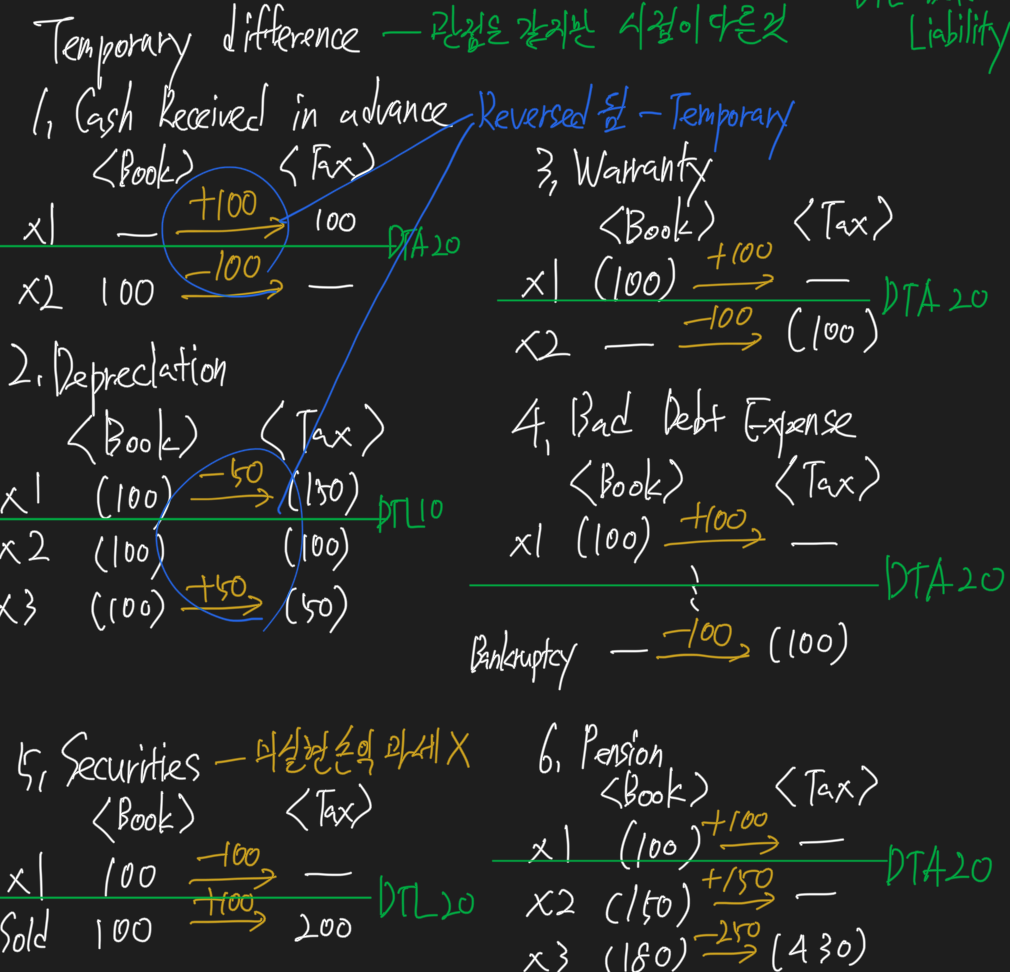 Temporary difference — 관점은 같지만 시점이 다른것
Liability
1, Cash Received in advance
Reversed 됨 - Temporary
<Book> <Tax>
x1 — +100 100
DTA 20
x2 100 -100 —
2. Depreciation
<Book> <Tax>
x1 (100) -50 (150)
DTL 10
x2 (100) (100)
x3 (100) +50 (50)
3, Warranty
<Book> <Tax>
x1 (100) +100 —
DTA 20
x2 — -100 (100)
4, Bad Debt Expense
<Book> <Tax>
x1 (100) +100 —
DTA 20
Bankruptcy — -100 (100)
5, Securities — 미실현손익 과세 X
<Book> <Tax>
x1 100 -100 —
DTL 20
Sold 100 +100 200
6, Pension
<Book> <Tax>
x1 (100) +100 —
DTA 20
x2 (150) +150 —
x3 (180) -250 (430)